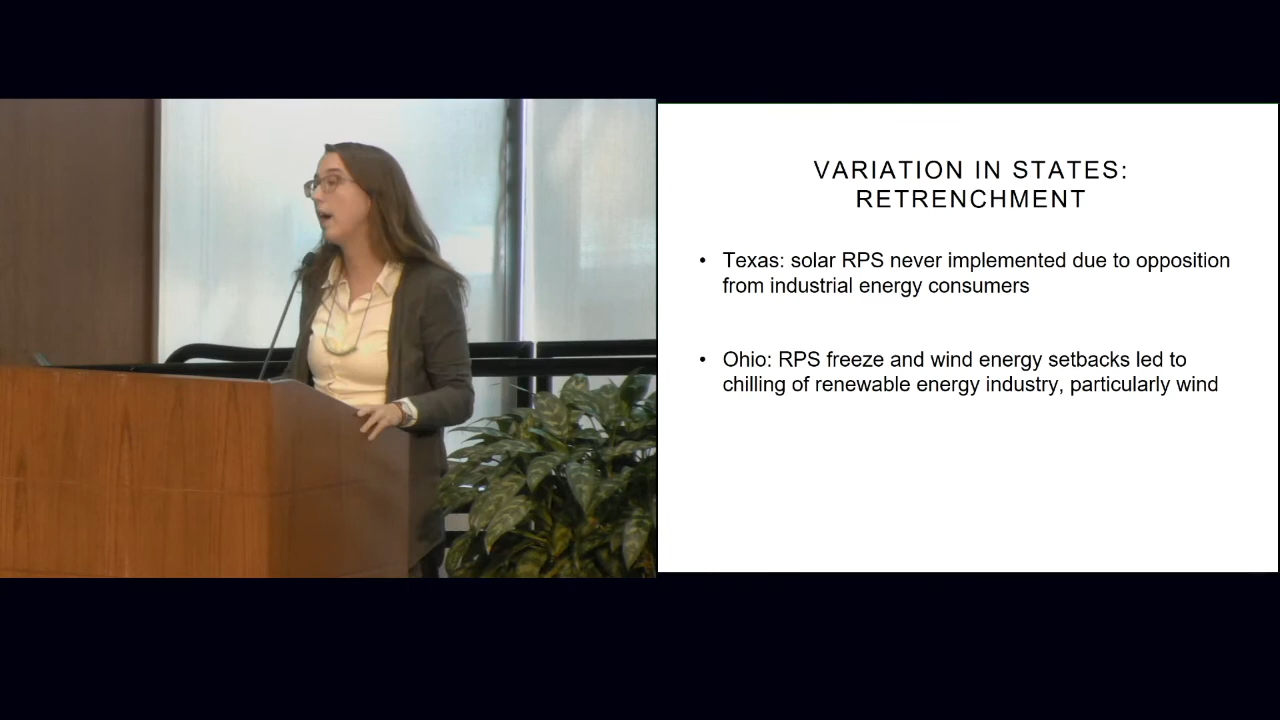 VARIATION IN STATES:
RETRENCHMENT
• Texas: solar RPS never implemented due to opposition
from industrial energy consumers
• Ohio: RPS freeze and wind energy setbacks led to
chilling of renewable energy industry, particularly wind